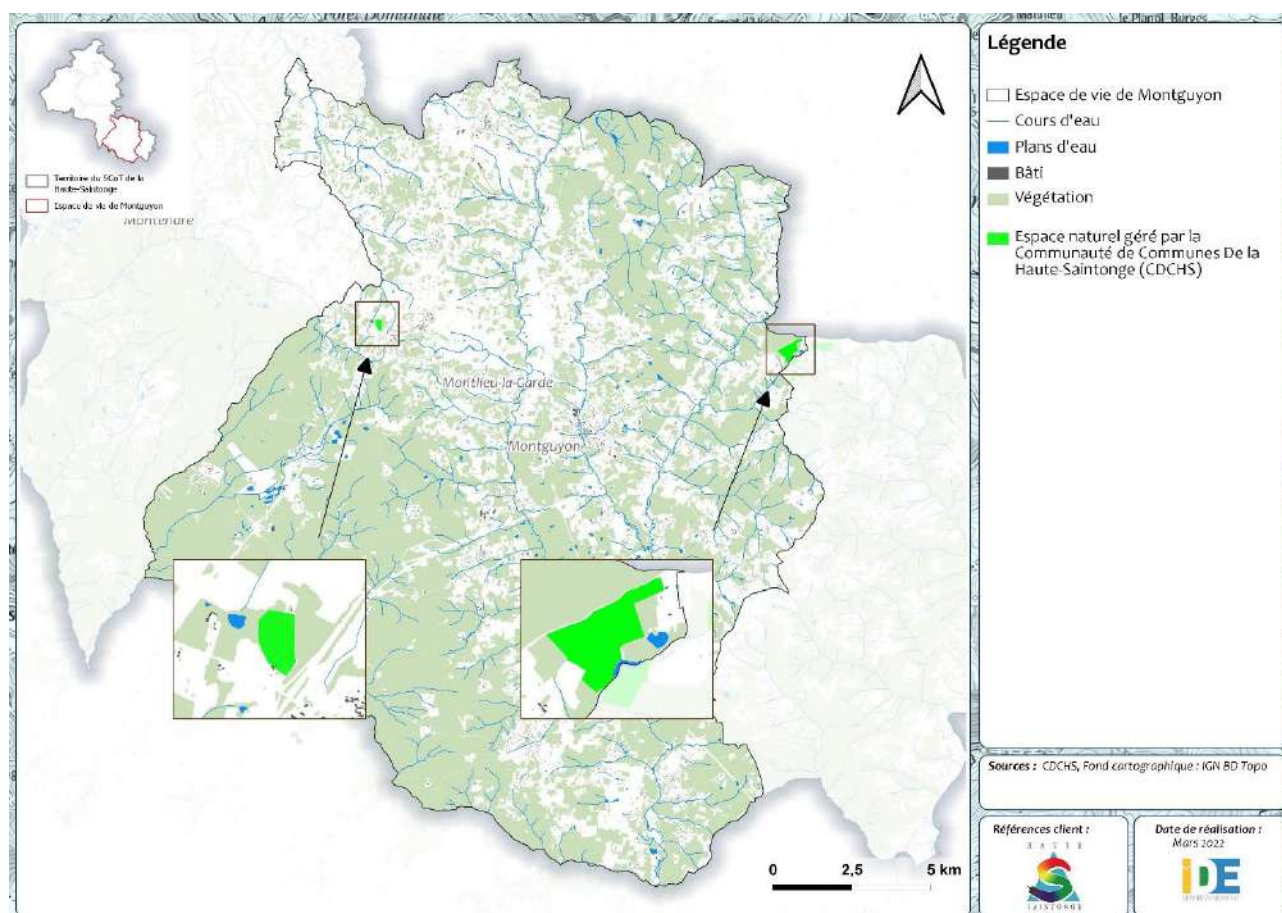 Légende
Espace de vie de Montguyon
Cours d'eau
Plans d'eau
Bâti
Végétation
Espace naturel géré par la
Communauté de Communes De la
Haute-Saintonge (CDCHS)
Territoire du SCoT de la
Haute-Saintonge
Espace de vie de Montguyon
Montlieu-la-Garde
Montguyon
0 2,5 5 km
Sources : CDCHS, Fond cartographique : IGN BD Topo
Références client :
HAUTE
SAINTONGE
Date de réalisation :
Mars 2022
IDE